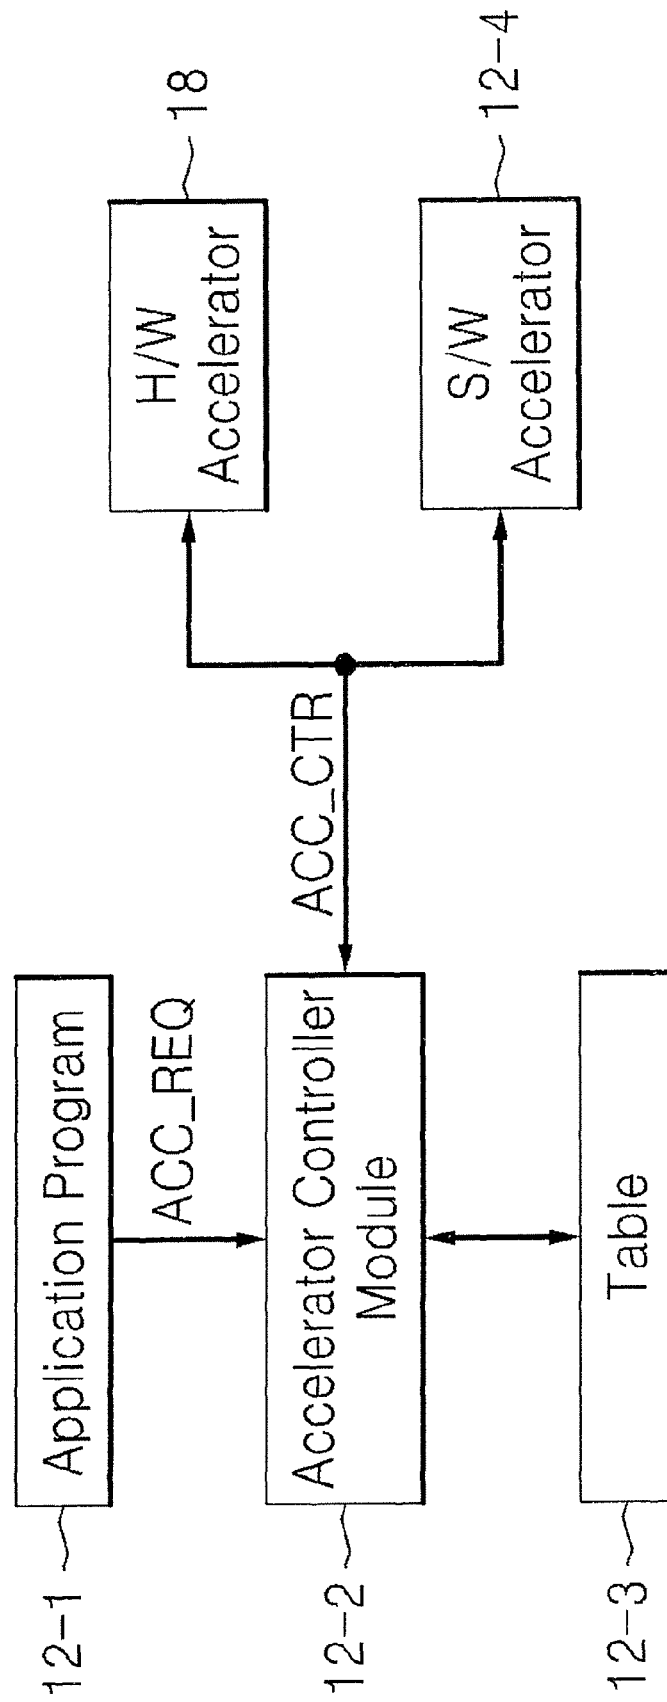 12-1
Application Program
ACC_REQ
12-2
Accelerator Controller
Module
ACC_CTR
12-3
Table
H/W
Accelerator
18
S/W
Accelerator
12-4